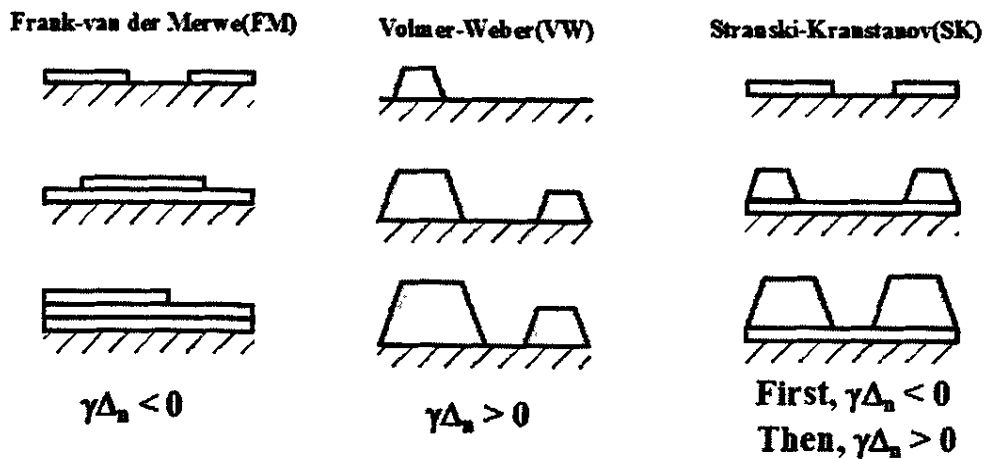 Frank-van der Merwe(FM)
Volmer-Weber(VW)
Stranski-Kranstanov(SK)
γΔₙ < 0
γΔₙ > 0
First, γΔₙ < 0
Then, γΔₙ > 0